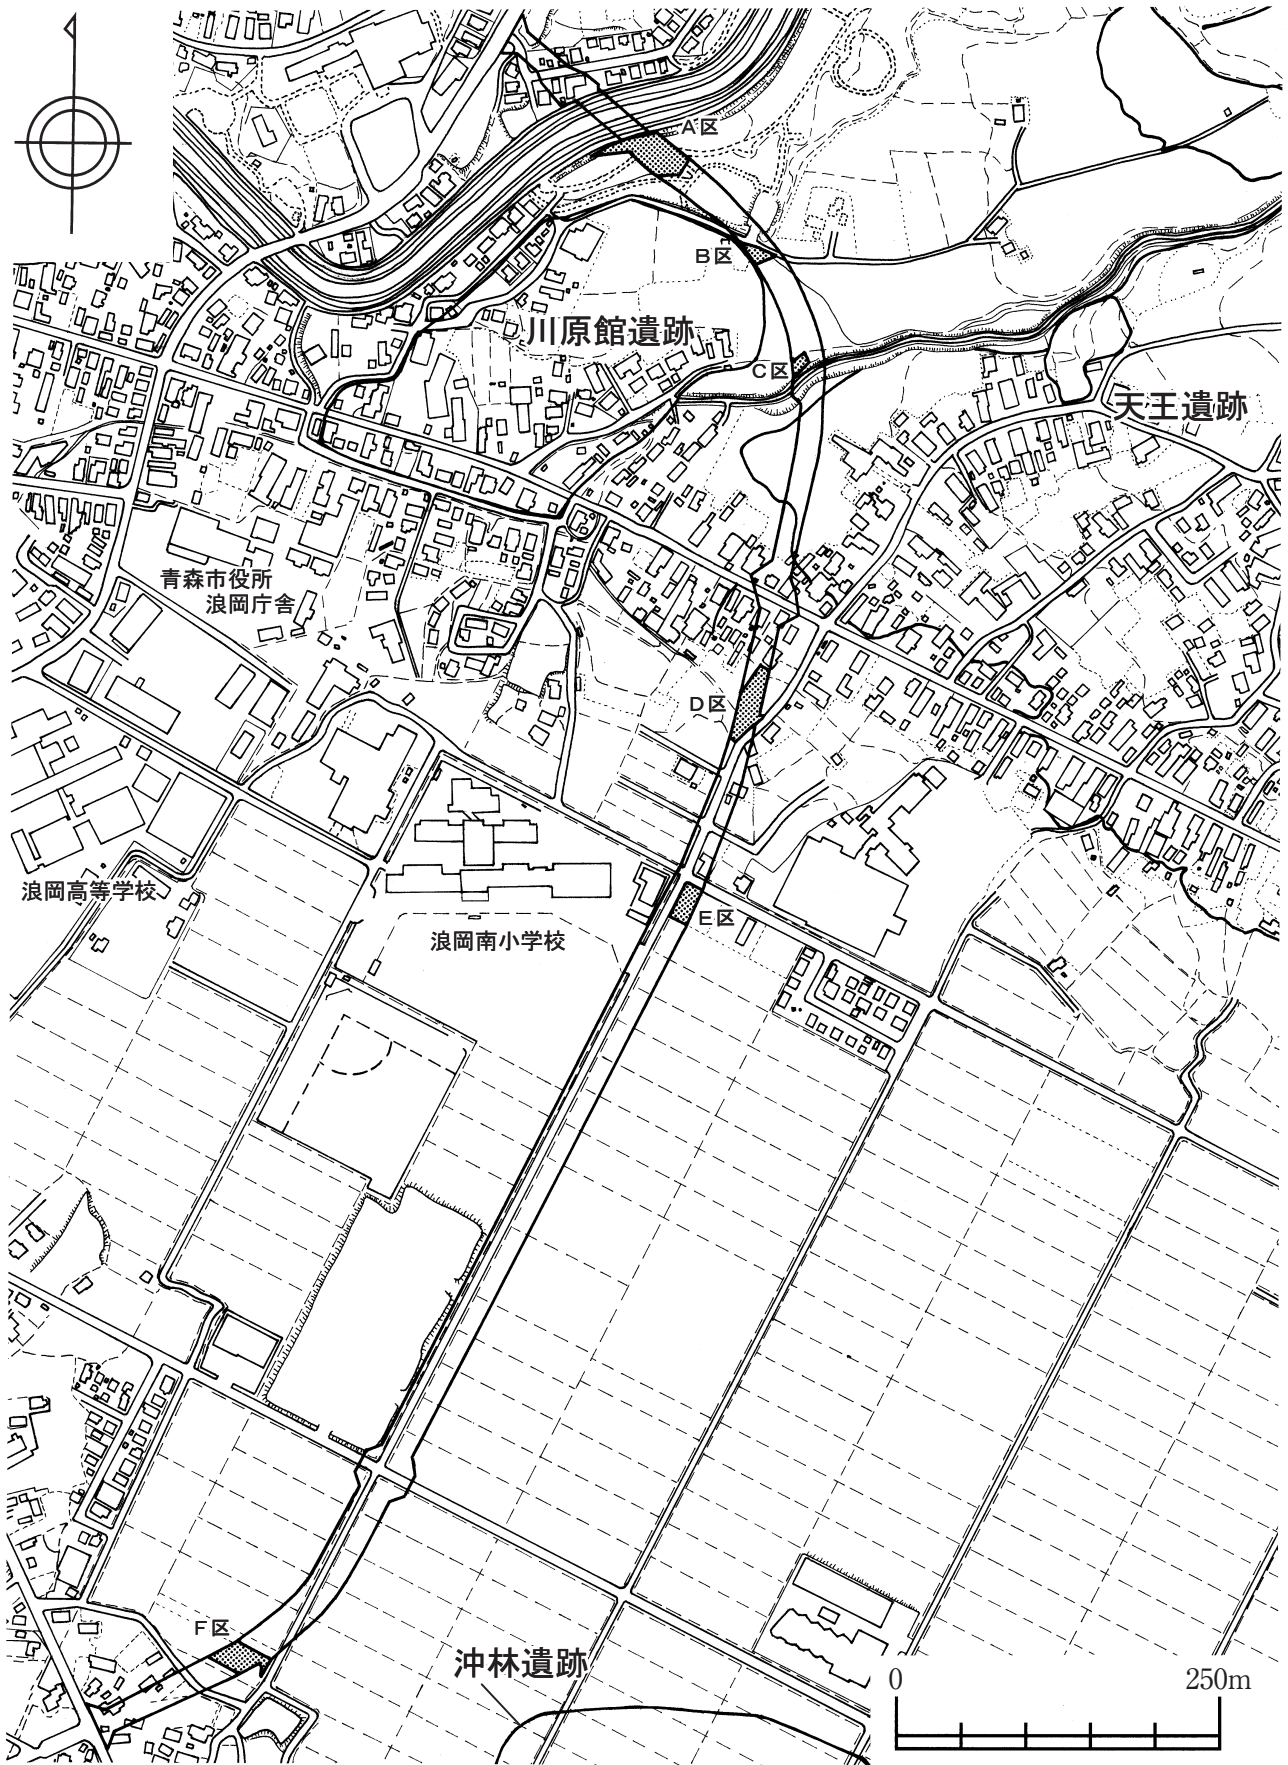 A区
B区
川原館遺跡
C区
天王遺跡
青森市役所
浪岡庁舎
D区
浪岡高等学校
E区
浪岡南小学校
F区
沖林遺跡
0
250m